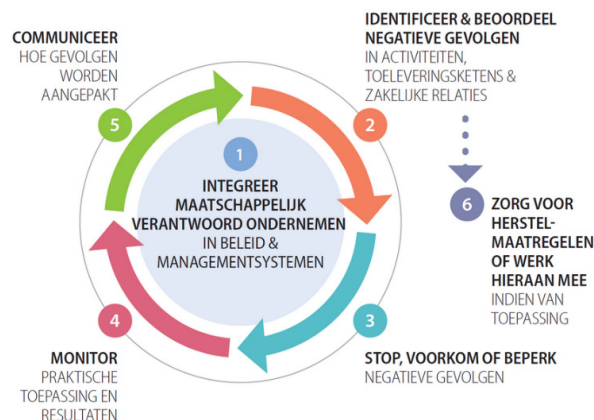 1
INTEGREER
MAATSCHAPPELIJK
VERANTWOORD ONDERNEMEN
IN BELEID &
MANAGEMENTSYSTEMEN
IDENTIFICEER & BEOORDEEL
NEGATIEVE GEVOLGEN
IN ACTIVITEITEN,
TOELEVERINGSKETENS &
ZAKELIJKE RELATIES
2
3
STOP, VOORKOM OF BEPERK
NEGATIEVE GEVOLGEN
4
MONITOR
PRAKTISCHE
TOEPASSING EN
RESULTATEN
COMMUNICEER
HOE GEVOLGEN
WORDEN
AANGEPAKT
5
6
ZORG VOOR
HERSTEL-
MAATREGELEN
OF WERK
HIERAAN MEE
INDIEN VAN
TOEPASSING